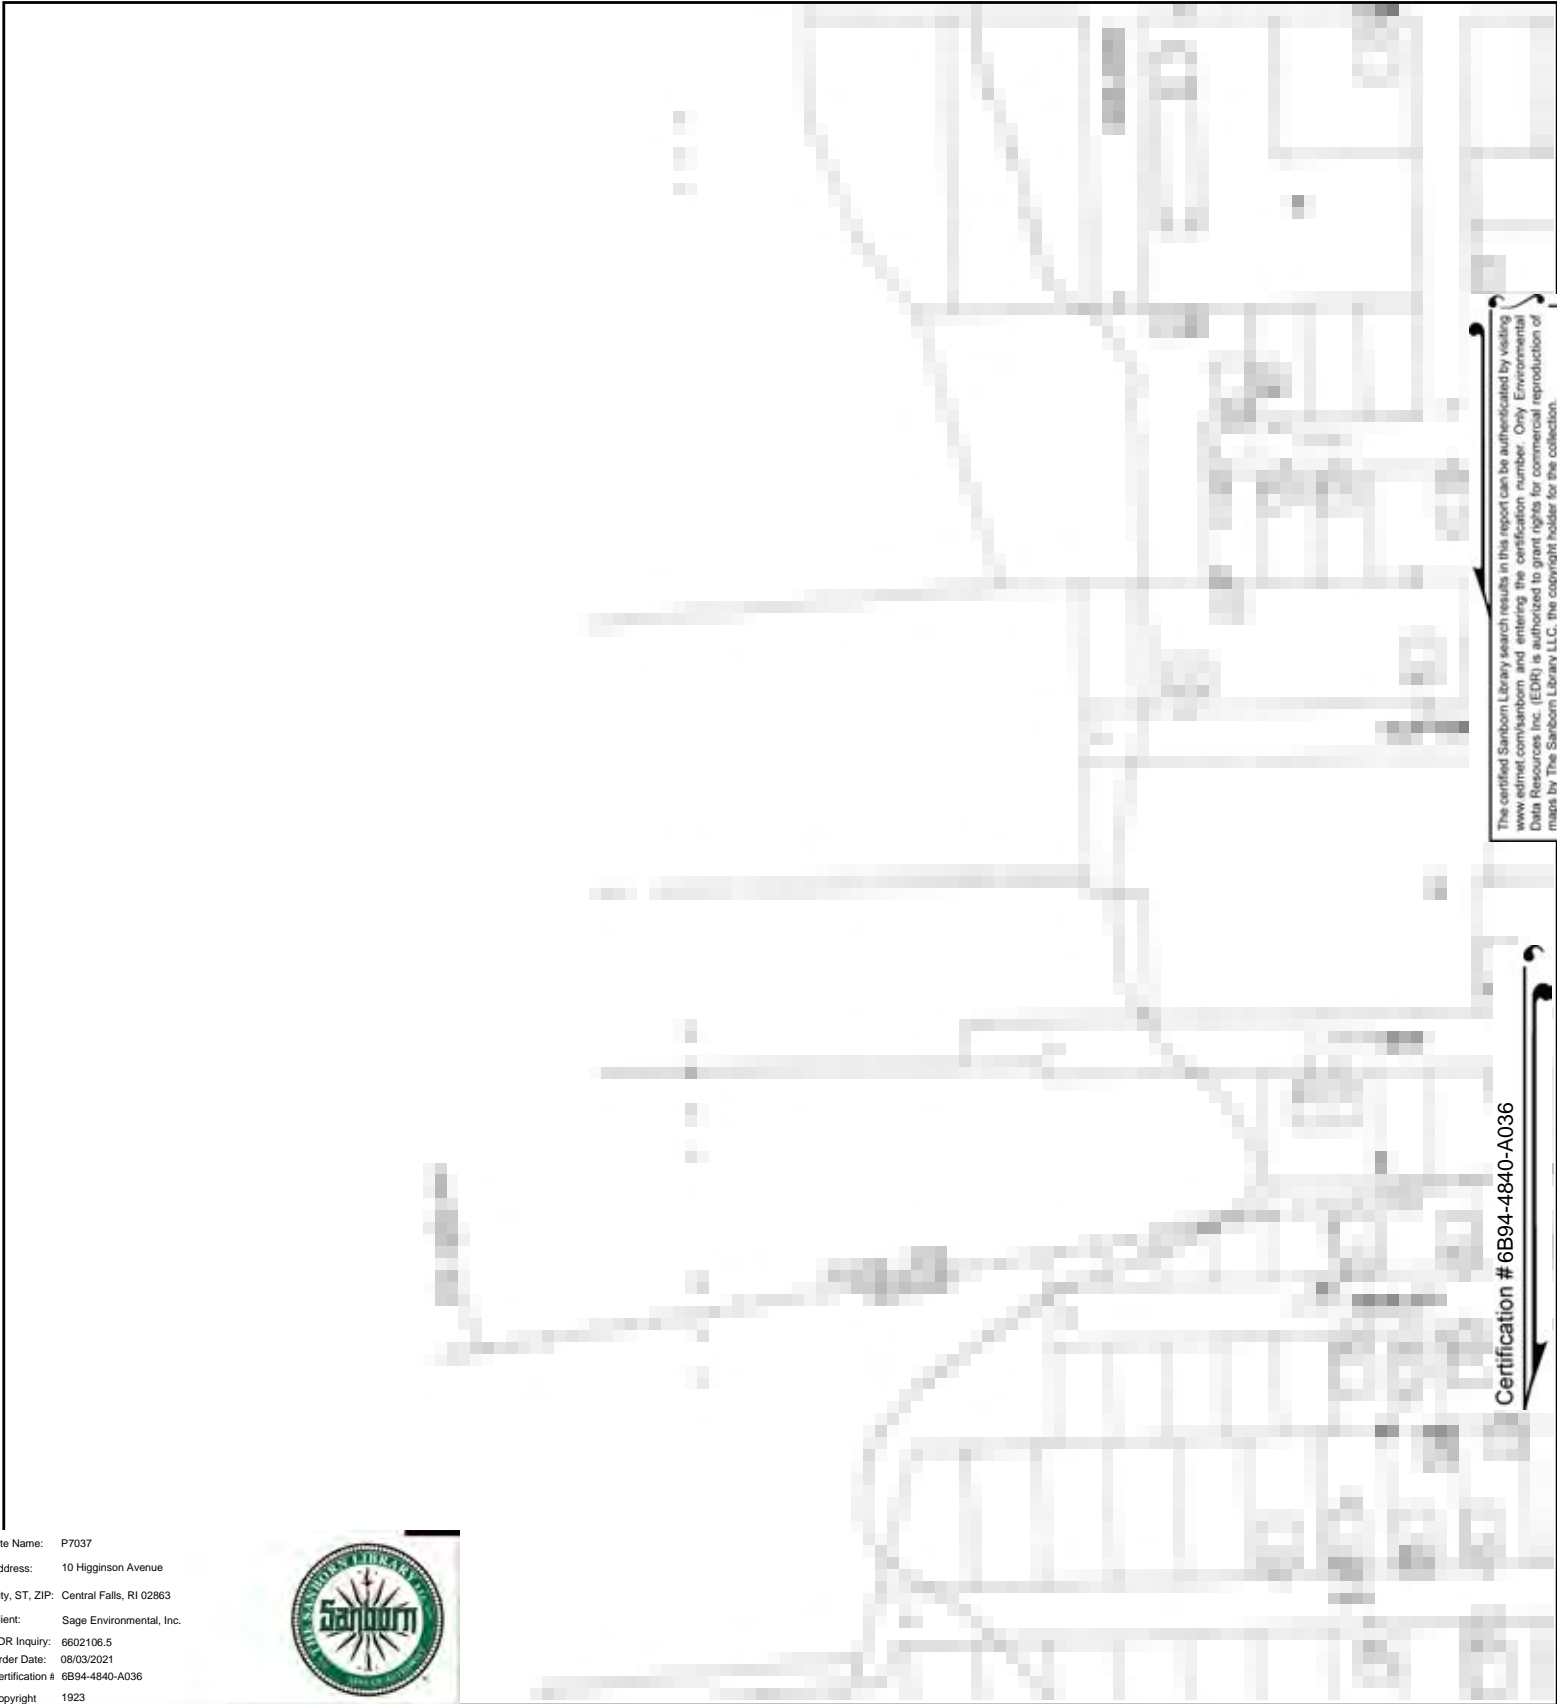 The certified Sanborn Library search results in this report can be authenticated by visiting
www.edrnet.com/sanborn and entering the certification number. Only Environmental
Data Resources Inc. (EDR) is authorized to grant rights for commercial reproduction of
maps by The Sanborn Library LLC, the copyright holder for the collection.
Certification # 6B94-4840-A036
te Name: P7037
ddress: 10 Higginson Avenue
ity, ST, ZIP: Central Falls, RI 02863
ient: Sage Environmental, Inc.
DR Inquiry: 6602106.5
rder Date: 08/03/2021
ertification # 6B94-4840-A036
opyright 1923
THE SANBORN LIBRARY
Sanborn